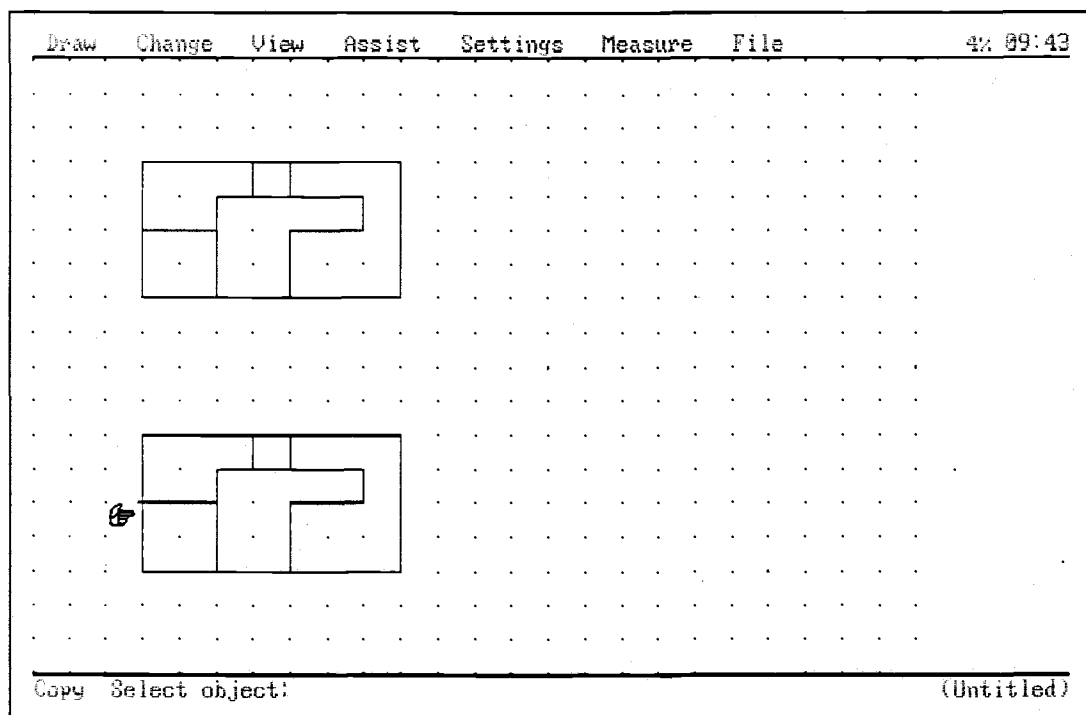 Draw Change View Assist Settings Measure File 4% 09:43
Copy Select object:
(Untitled)